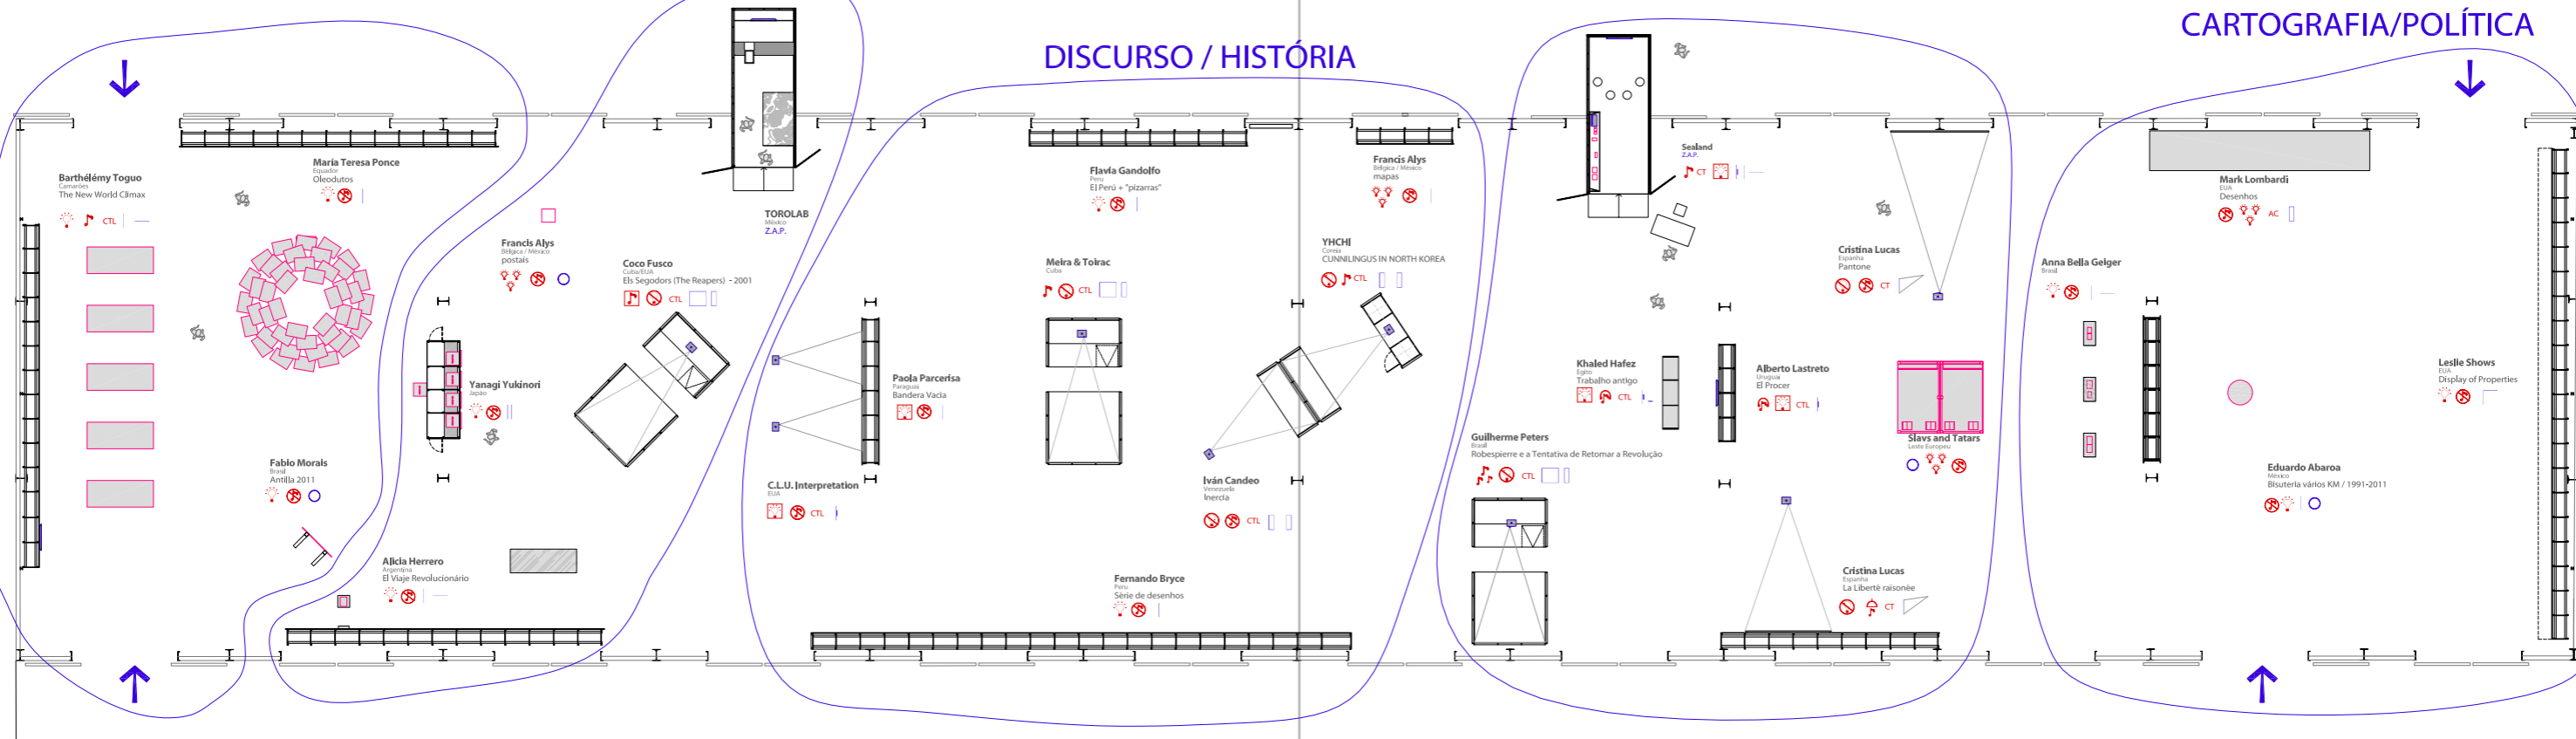 DISCURSO / HISTÓRIA
CARTOGRAFIA/POLÍTICA
Barthélémy Toguo
Camarões
The New World Climax
CTL
María Teresa Ponce
Equador
Oleodutos
Fabio Morais
Brasil
Antilla 2011
Francis Alys
Bélgica / México
postais
Yanagi Yukinori
Japão
Alicia Herrero
Argentina
El Viaje Revolucionário
Coco Fusco
Cuba/EUA
Els Segodors (The Reapers) - 2001
CTL
TOROLAB
México
Z.A.P.
C.L.U. Interpretation
EUA
CTL
Paola Parcerisa
Paraguai
Bandera Vacia
Flavia Gandolfo
Peru
El Perú + "pizarras"
Meira & Toirac
Cuba
CTL
Fernando Bryce
Peru
Série de desenhos
Francis Alys
Bélgica / México
mapas
YHCHI
Coreia
CUNNILINGUS IN NORTH KOREA
CTL
Iván Candeo
Venezuela
Inercia
CTL
Guilherme Peters
Brasil
Robespierre e a Tentativa de Retomar a Revolução
CTL
Khaled Hafez
Egito
Trabalho antigo
CTL
Sealand
Z.A.P.
CT
Alberto Lastreto
Uruguai
El Procer
CTL
Cristina Lucas
Espanha
Pantone
CT
Slavs and Tatars
Leste Europeu
Cristina Lucas
Espanha
La Liberté raisonée
CT
Anna Bella Geiger
Brasil
Mark Lombardi
EUA
Desenhos
AC
Eduardo Abaroa
México
Bisuteria vários KM / 1991-2011
Leslie Shows
EUA
Display of Properties